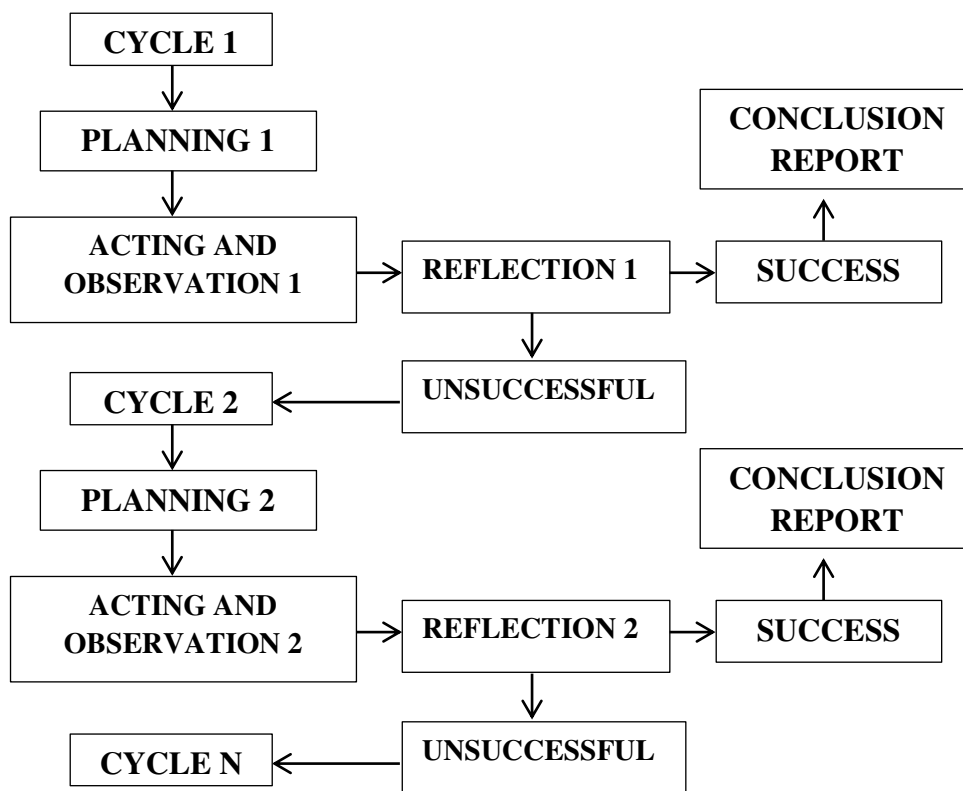 CYCLE 1
PLANNING 1
CONCLUSION
REPORT
ACTING AND
OBSERVATION 1
REFLECTION 1
SUCCESS
UNSUCCESSFUL
CYCLE 2
PLANNING 2
CONCLUSION
REPORT
ACTING AND
OBSERVATION 2
REFLECTION 2
SUCCESS
UNSUCCESSFUL
CYCLE N